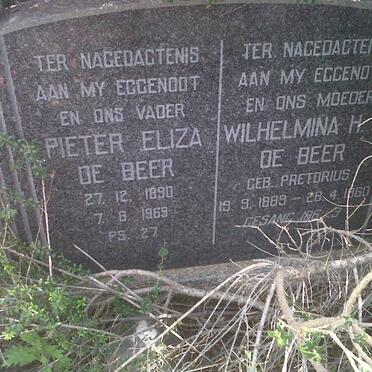 TER NAGEDAGTENIS
AAN MY EGGENOOT
EN ONS VADER
PIETER ELIZA
DE BEER
27. 12. 1890
7. 8. 1969
PS. 27
TER NAGEDAGTE
AAN MY EGGENO
EN ONS MOEDER
WILHELMINA H
DE BEER
GEB. PRETORIUS
19. 9. 1889 - 28. 4. 1960
GESANG 186